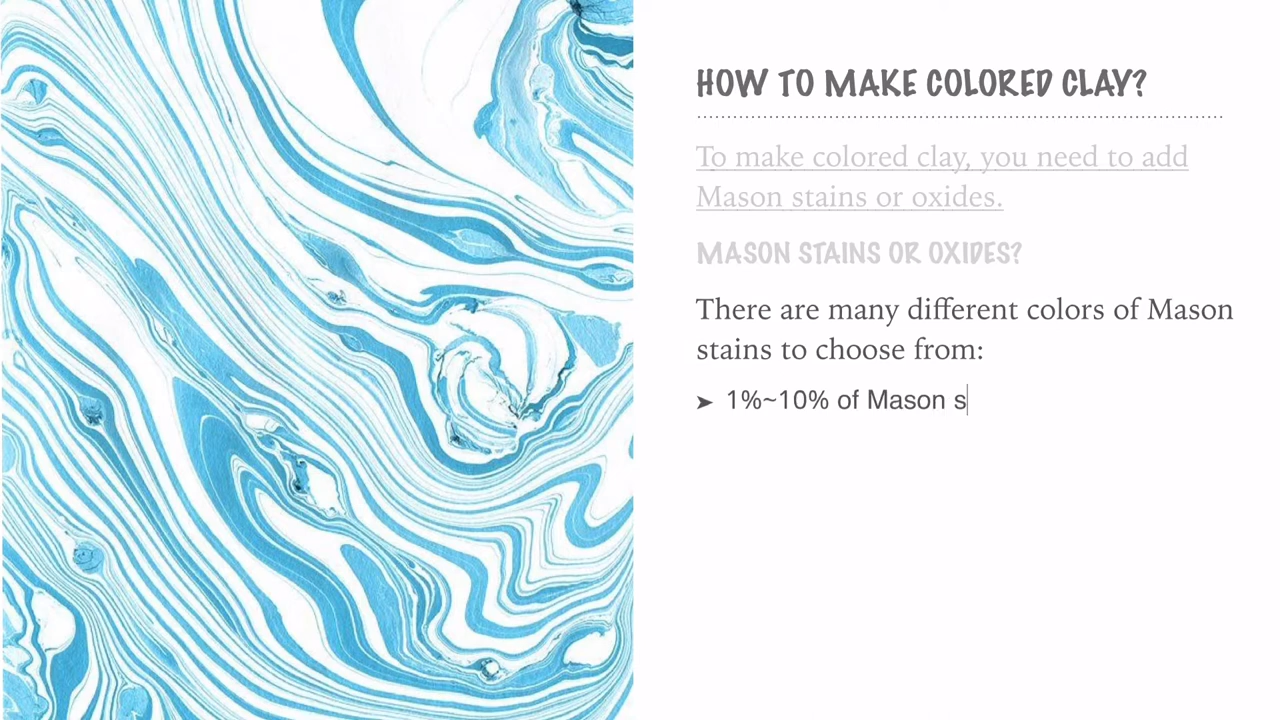 HOW TO MAKE COLORED CLAY?
To make colored clay, you need to add
Mason stains or oxides.
MASON STAINS OR OXIDES?
There are many different colors of Mason
stains to choose from:
➤ 1%~10% of Mason s